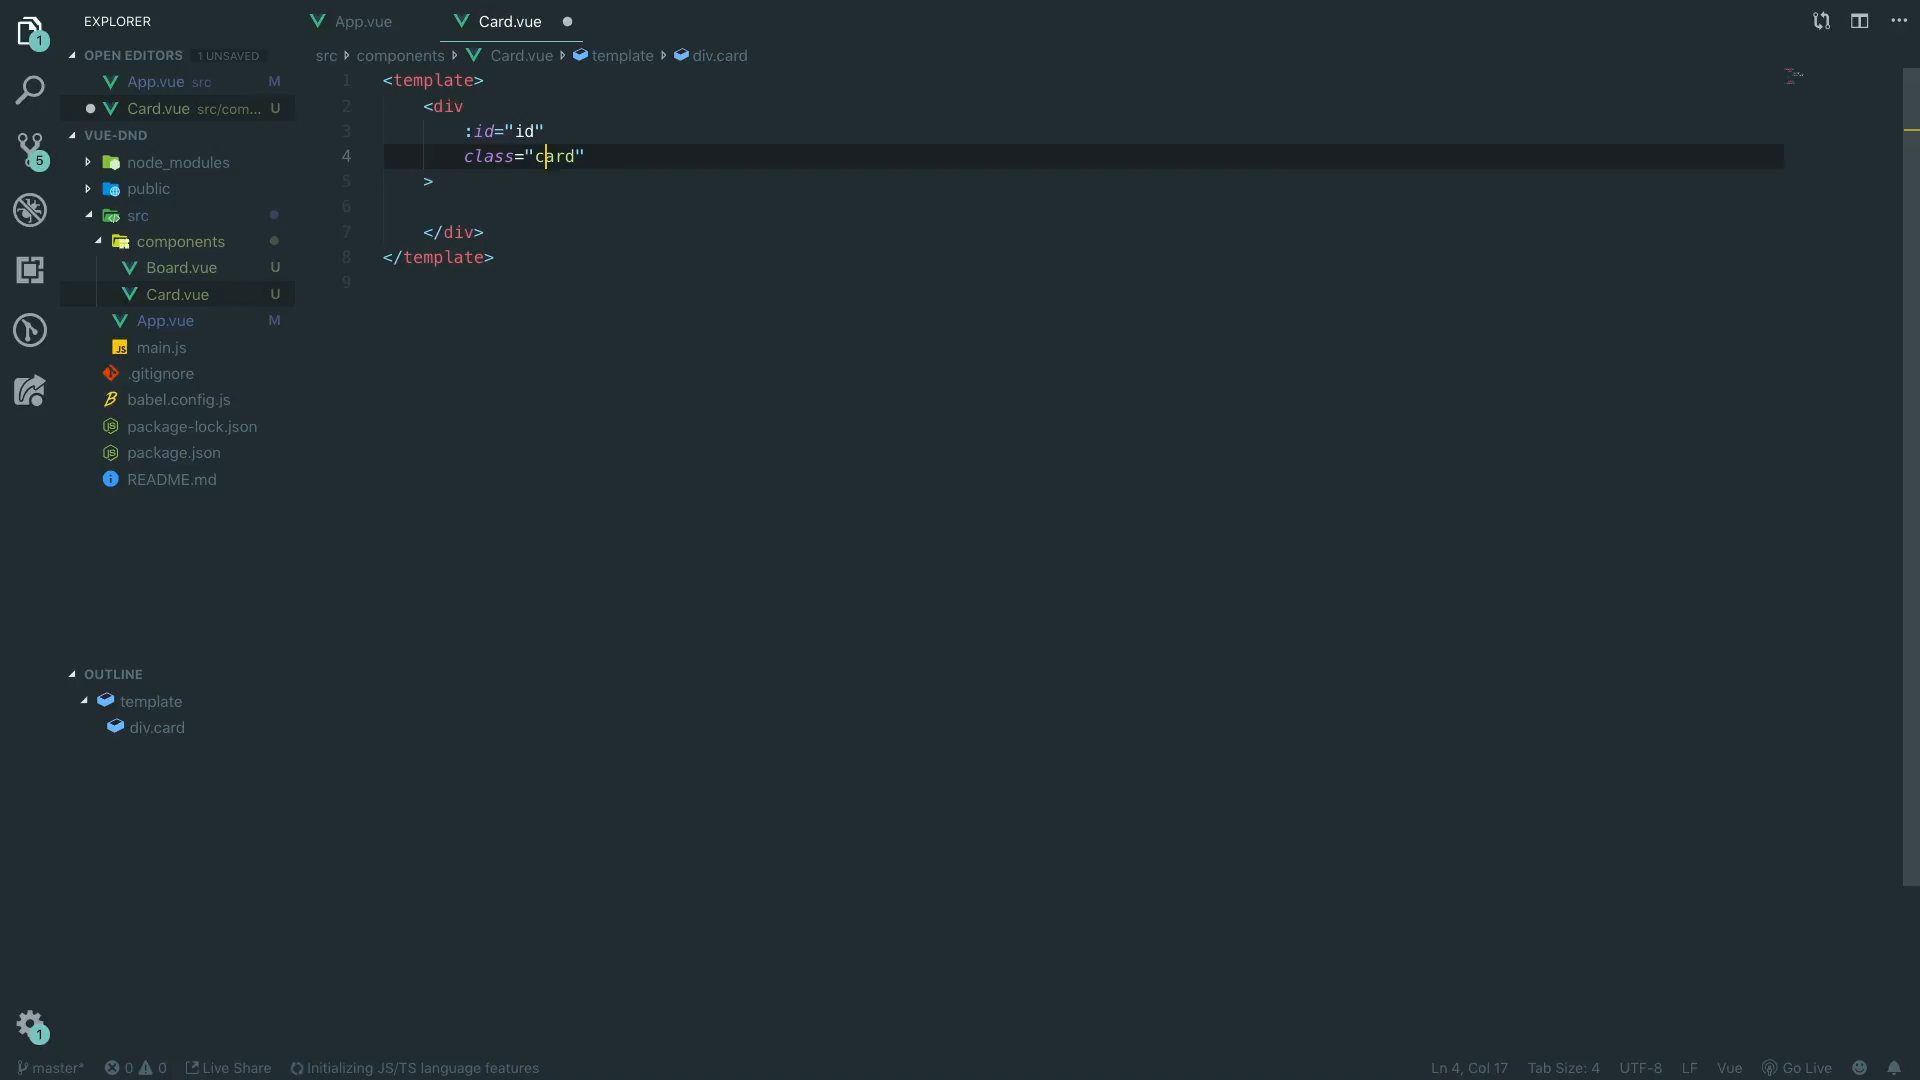 EXPLORER
OPEN EDITORS 1 UNSAVED
App.vue src M
Card.vue src/com... U
VUE-DND
node_modules
public
src
components
Board.vue U
Card.vue U
App.vue M
main.js
.gitignore
babel.config.js
package-lock.json
package.json
README.md
OUTLINE
template
div.card
App.vue
Card.vue
src components Card.vue template div.card
1 <template>
2 <div
3 :id="id"
4 class="card"
5 >
6
7 </div>
8 </template>
9
1
5
1
master* 0 0 Live Share Initializing JS/TS language features
Ln 4, Col 17 Tab Size: 4 UTF-8 LF Vue Go Live